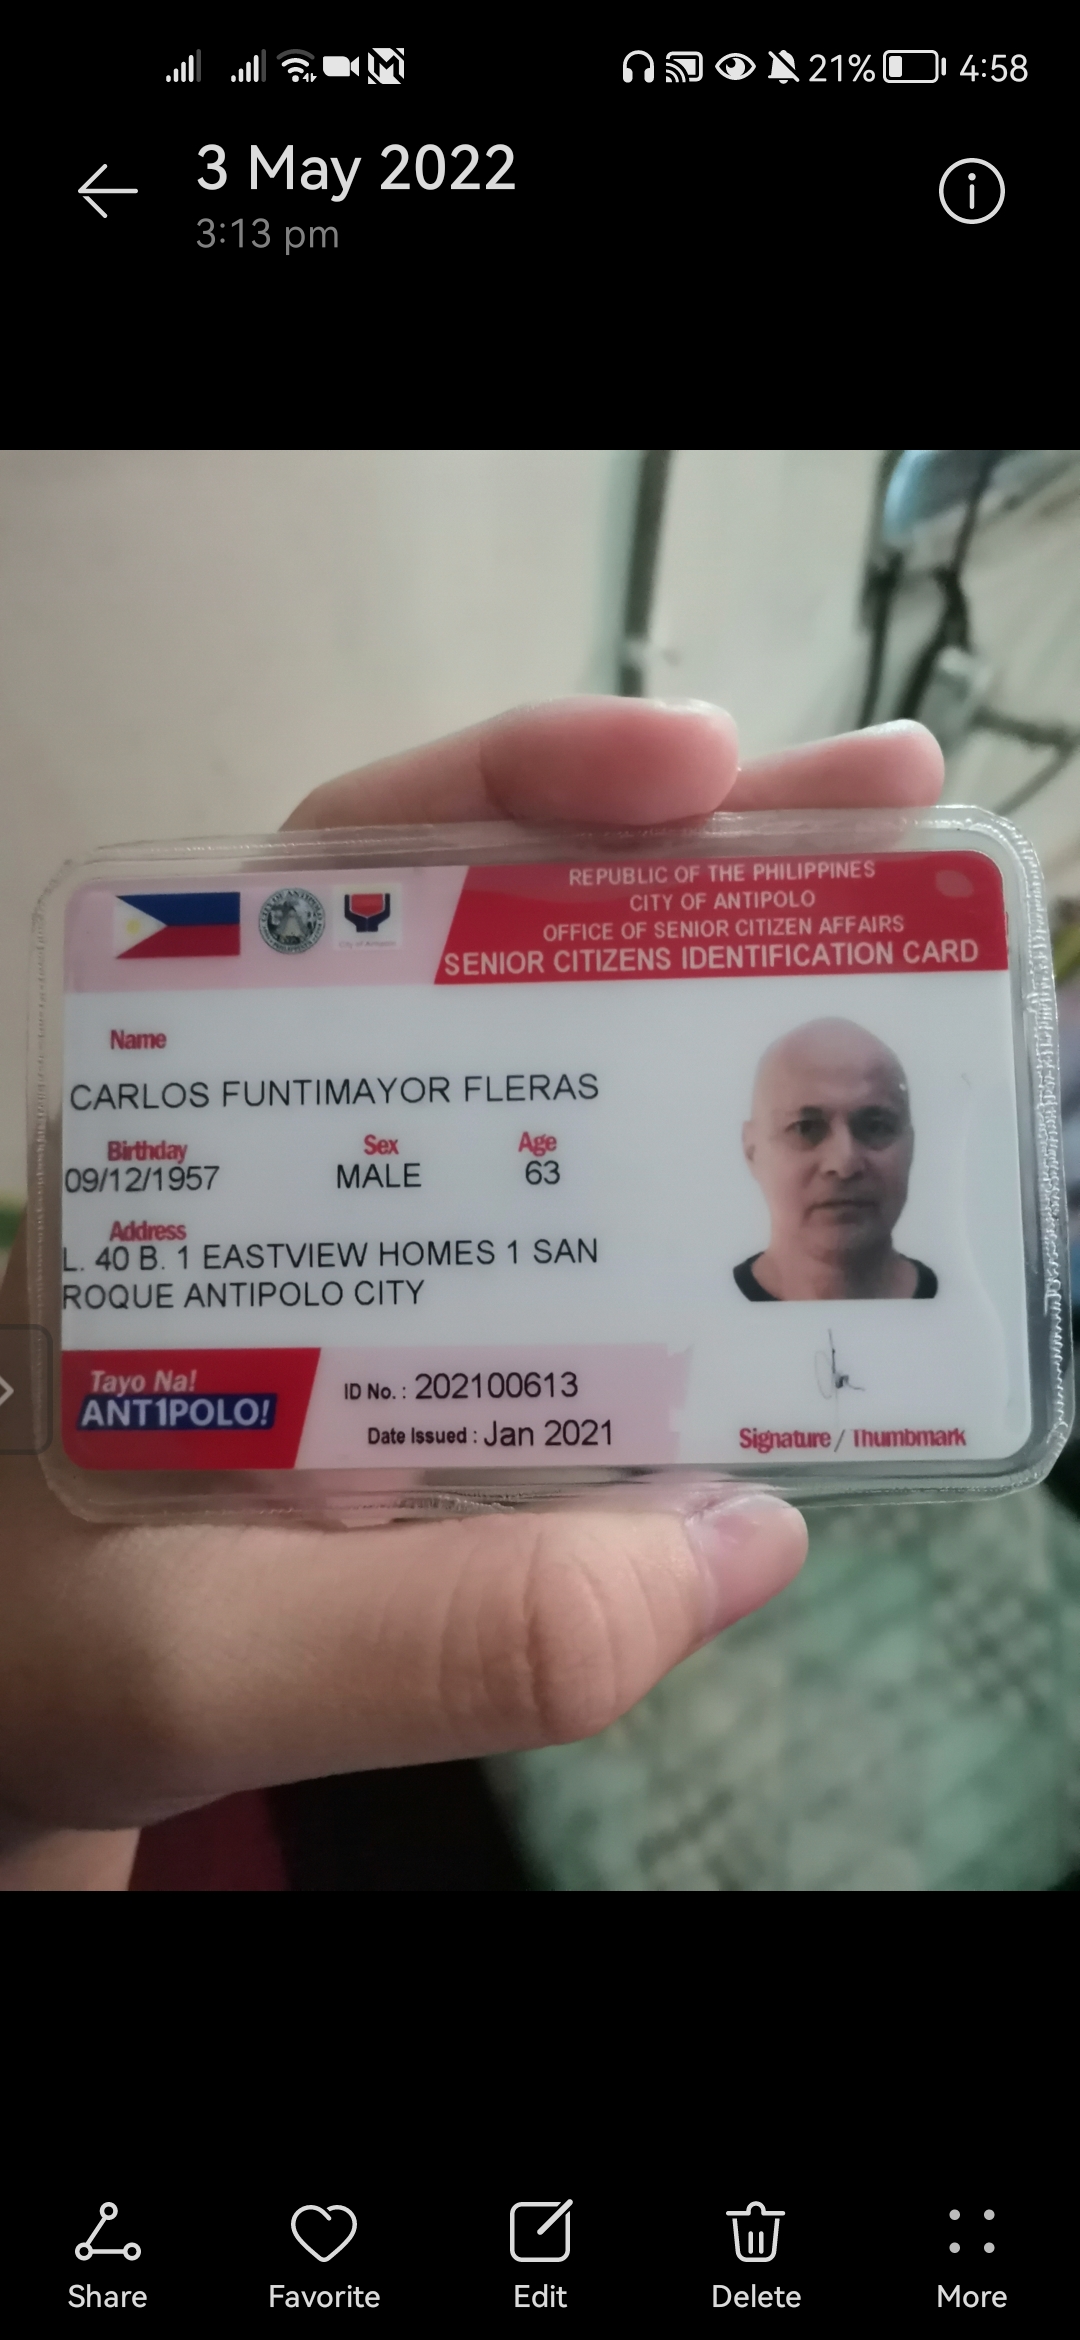 21% 4:58
3 May 2022
3:13 pm
REPUBLIC OF THE PHILIPPINES
CITY OF ANTIPOLO
OFFICE OF SENIOR CITIZEN AFFAIRS
SENIOR CITIZENS IDENTIFICATION CARD
Name
CARLOS FUNTIMAYOR FLERAS
Birthday Sex Age
09/12/1957 MALE 63
Address
L. 40 B. 1 EASTVIEW HOMES 1 SAN
ROQUE ANTIPOLO CITY
Tayo Na!
ANT1POLO!
ID No. : 202100613
Date Issued : Jan 2021
Signature / Thumbmark
Share Favorite Edit Delete More